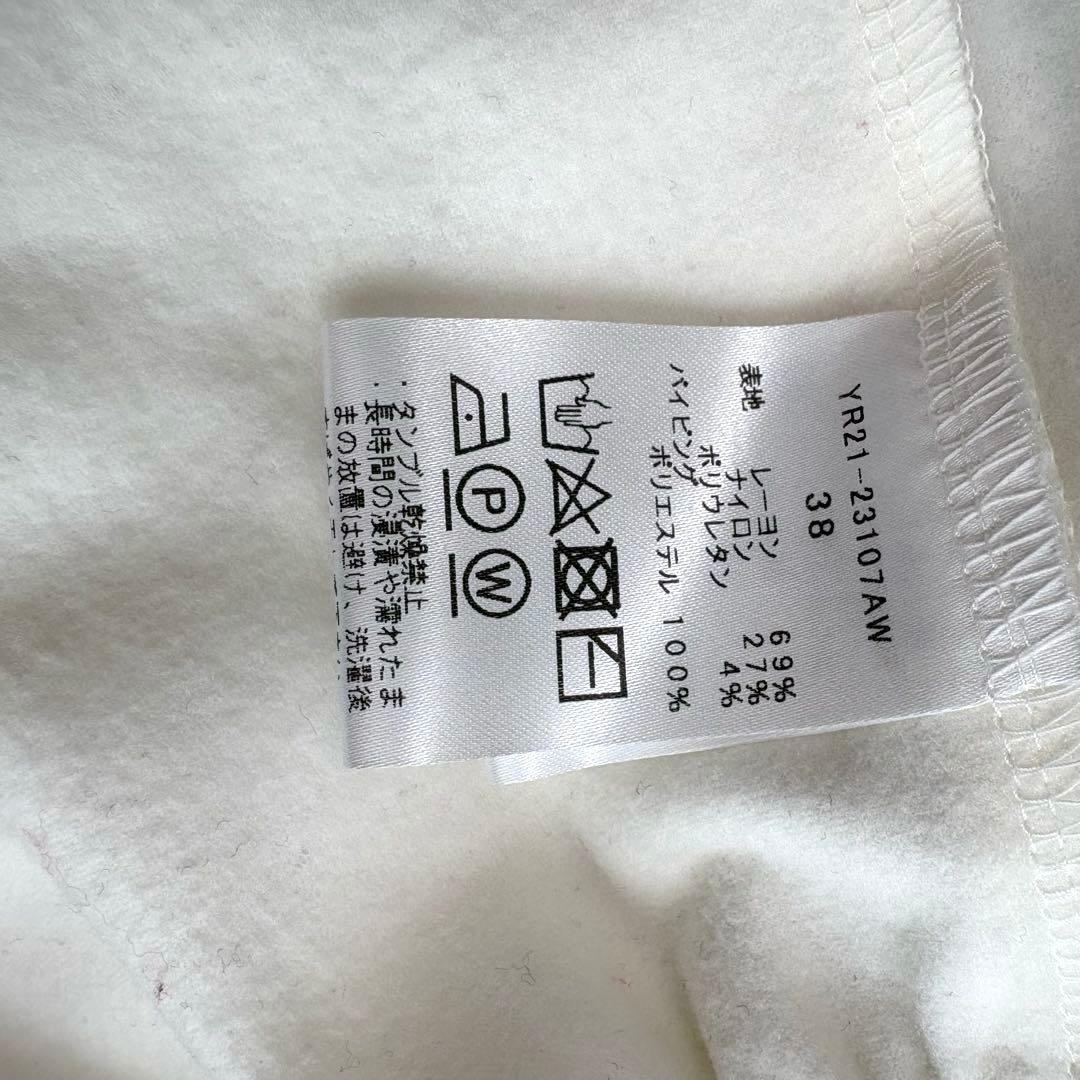 YR21-23107AW
38
表地
レーヨン 69%
ナイロン 27%
ポリウレタン 4%
パイピング
ポリエステル 100%
P
W
・タンブル乾燥禁止
・長時間の浸漬や濡れたま
まの放置は避け、洗濯後